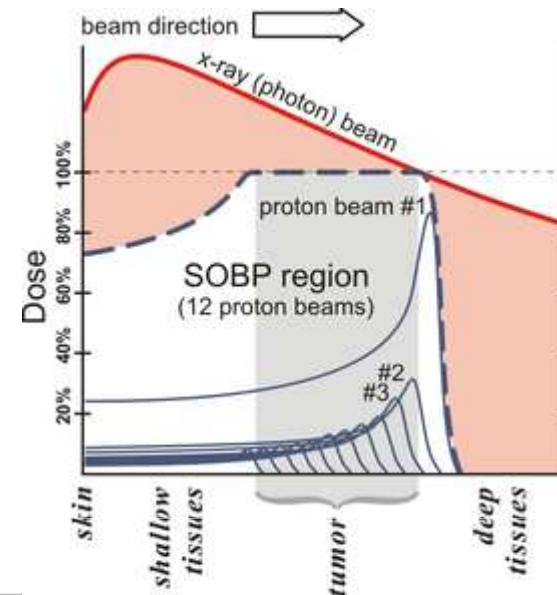 beam direction
x-ray (photon) beam
100%
proton beam #1
80%
SOBP region
(12 proton beams)
60%
Dose
40%
#2
#3
20%
skin
shallow
tissues
tumor
deep
tissues